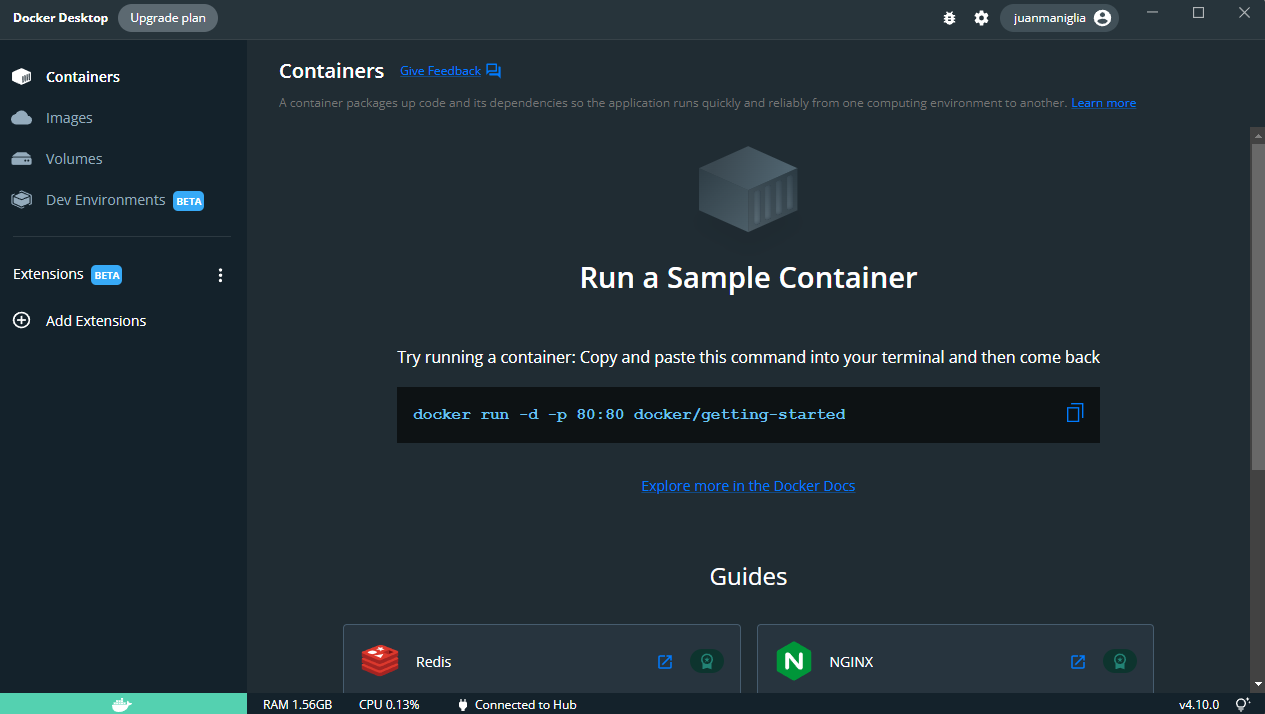 Docker Desktop Upgrade plan juanmaniglia
Containers
Images
Volumes
Dev Environments BETA
Extensions BETA
Add Extensions
Containers Give Feedback
A container packages up code and its dependencies so the application runs quickly and reliably from one computing environment to another. Learn more
Run a Sample Container
Try running a container: Copy and paste this command into your terminal and then come back
docker run -d -p 80:80 docker/getting-started
Explore more in the Docker Docs
Guides
Redis
N NGINX
RAM 1.56GB CPU 0.13% Connected to Hub v4.10.0